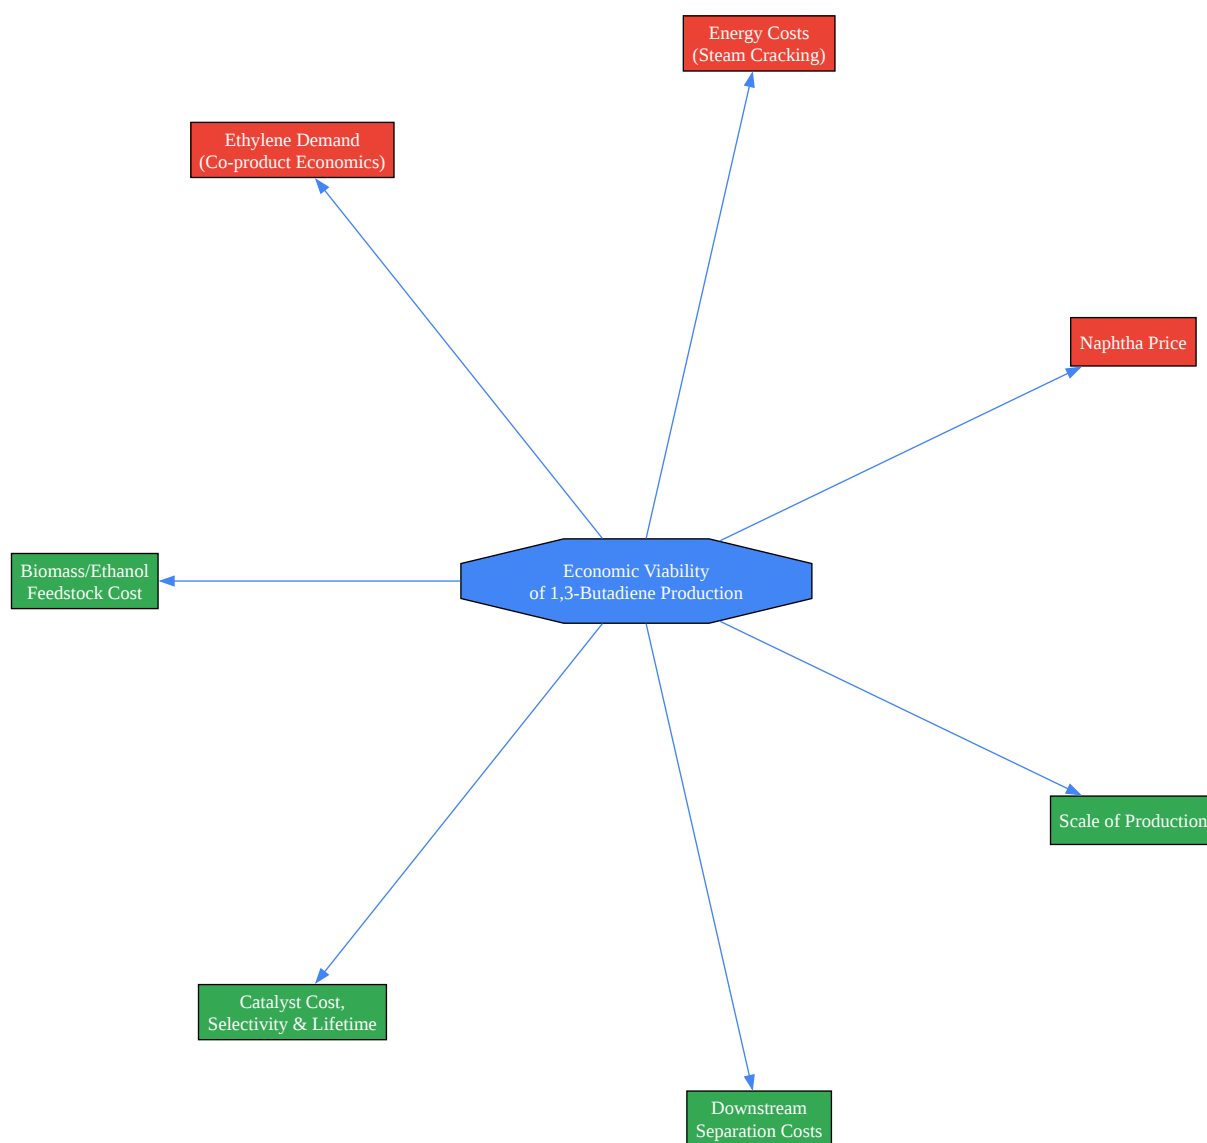 Energy Costs
(Steam Cracking)
Ethylene Demand
(Co-product Economics)
Naphtha Price
Biomass/Ethanol
Feedstock Cost
Economic Viability
of 1,3-Butadiene Production
Scale of Production
Catalyst Cost,
Selectivity & Lifetime
Downstream
Separation Costs